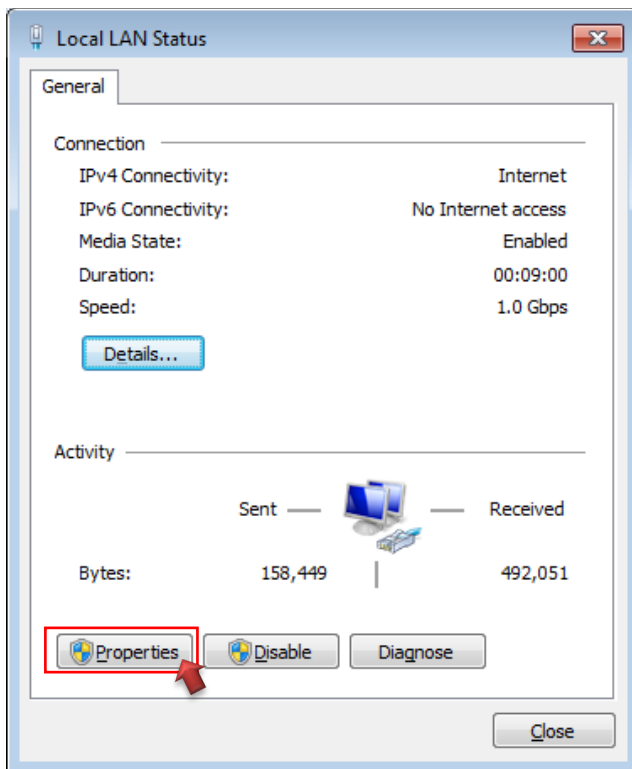 Local LAN Status
General
Connection
IPv4 Connectivity: Internet
IPv6 Connectivity: No Internet access
Media State: Enabled
Duration: 00:09:00
Speed: 1.0 Gbps
Details...
Activity
Sent Received
Bytes: 158,449 492,051
Properties Disable Diagnose
Close